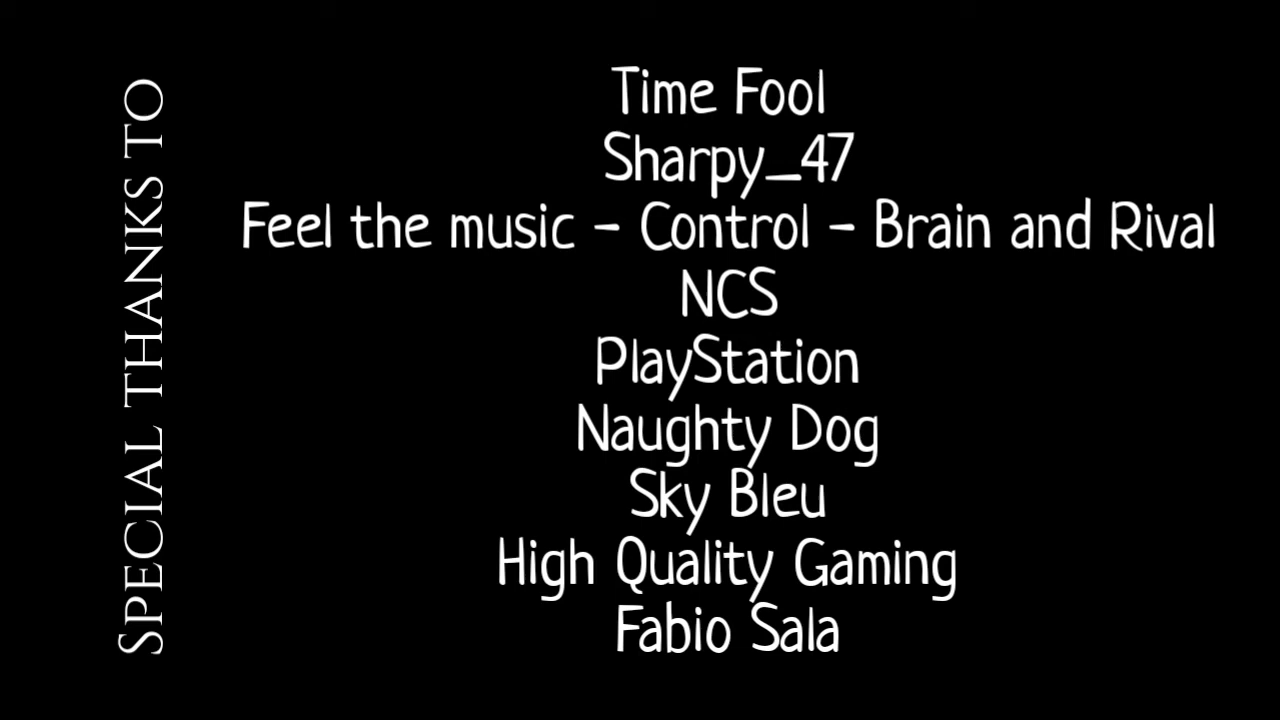 SPECIAL THANKS TO
Time Fool
Sharpy_47
Feel the music - Control - Brain and Rival
NCS
PlayStation
Naughty Dog
Sky Bleu
High Quality Gaming
Fabio Sala